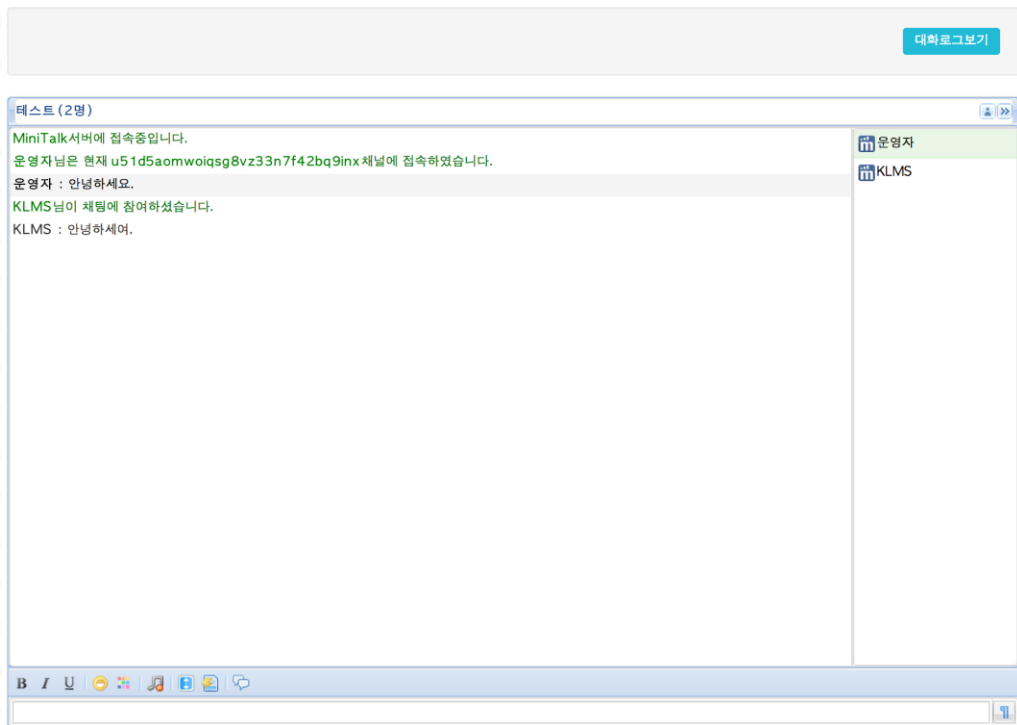 대화로그보기
테스트 (2명)
MiniTalk서버에 접속중입니다.
운영자님은 현재 u51d5aomwoiqsg8vz33n7f42bq9inx채널에 접속하였습니다.
운영자 : 안녕하세요.
KLMS님이 채팅에 참여하셨습니다.
KLMS : 안녕하세여.
운영자
KLMS
B I U